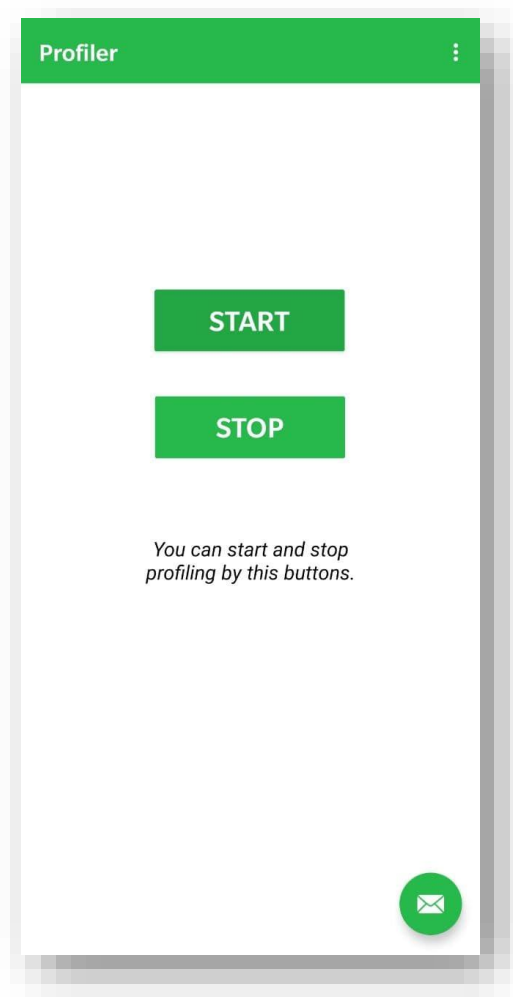 Profiler
START
STOP
You can start and stop
profiling by this buttons.